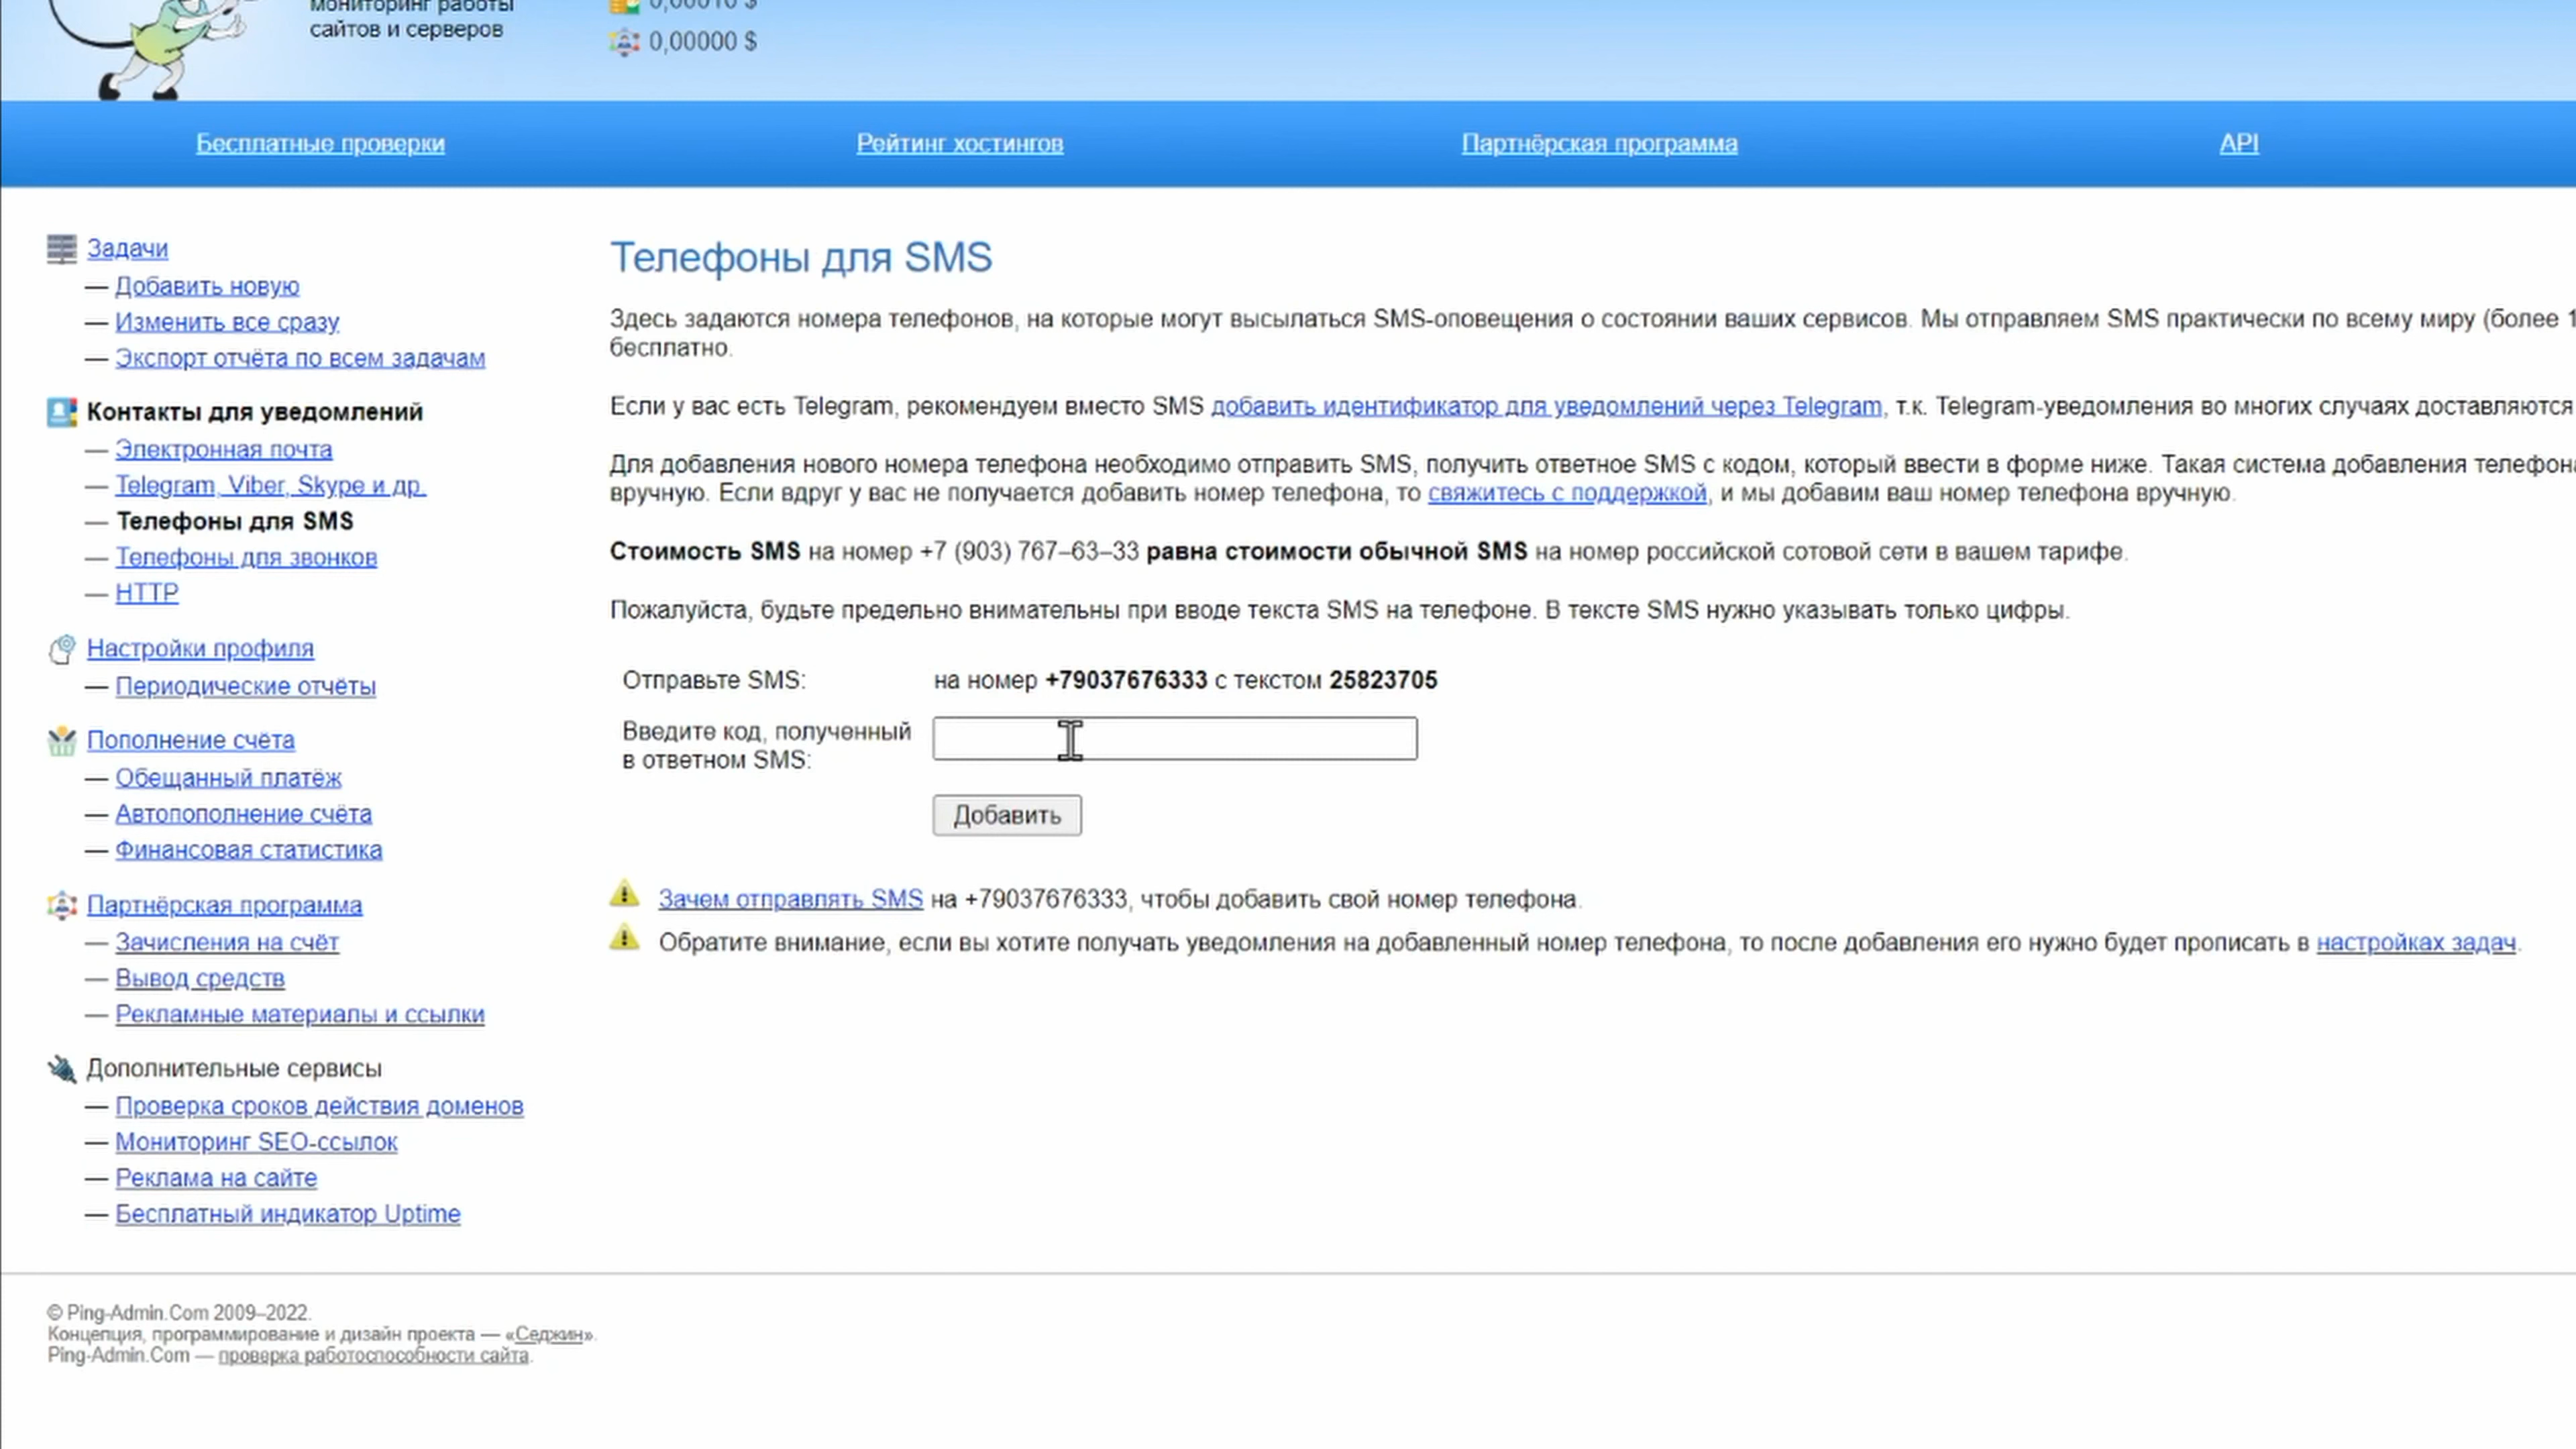 мониторинг работы
сайтов и серверов
0,00010 $
0,00000 $
Бесплатные проверки
Рейтинг хостингов
Партнёрская программа
API
Задачи
— Добавить новую
— Изменить все сразу
— Экспорт отчёта по всем задачам
Контакты для уведомлений
— Электронная почта
— Telegram, Viber, Skype и др.
— Телефоны для SMS
— Телефоны для звонков
— HTTP
Настройки профиля
— Периодические отчёты
Пополнение счёта
— Обещанный платёж
— Автопополнение счёта
— Финансовая статистика
Партнёрская программа
— Зачисления на счёт
— Вывод средств
— Рекламные материалы и ссылки
Дополнительные сервисы
— Проверка сроков действия доменов
— Мониторинг SEO-ссылок
— Реклама на сайте
— Бесплатный индикатор Uptime
Телефоны для SMS
Здесь задаются номера телефонов, на которые могут высылаться SMS-оповещения о состоянии ваших сервисов. Мы отправляем SMS практически по всему миру (более 1
бесплатно.
Если у вас есть Telegram, рекомендуем вместо SMS добавить идентификатор для уведомлений через Telegram, т.к. Telegram-уведомления во многих случаях доставляются
Для добавления нового номера телефона необходимо отправить SMS, получить ответное SMS с кодом, который ввести в форме ниже. Такая система добавления телефон
вручную. Если вдруг у вас не получается добавить номер телефона, то свяжитесь с поддержкой, и мы добавим ваш номер телефона вручную.
Стоимость SMS на номер +7 (903) 767–63–33 равна стоимости обычной SMS на номер российской сотовой сети в вашем тарифе.
Пожалуйста, будьте предельно внимательны при вводе текста SMS на телефоне. В тексте SMS нужно указывать только цифры.
Отправьте SMS: на номер +79037676333 с текстом 25823705
Введите код, полученный
в ответном SMS:
Добавить
Зачем отправлять SMS на +79037676333, чтобы добавить свой номер телефона.
Обратите внимание, если вы хотите получать уведомления на добавленный номер телефона, то после добавления его нужно будет прописать в настройках задач.
© Ping-Admin.Com 2009–2022.
Концепция, программирование и дизайн проекта — «Седжин».
Ping-Admin.Com — проверка работоспособности сайта.